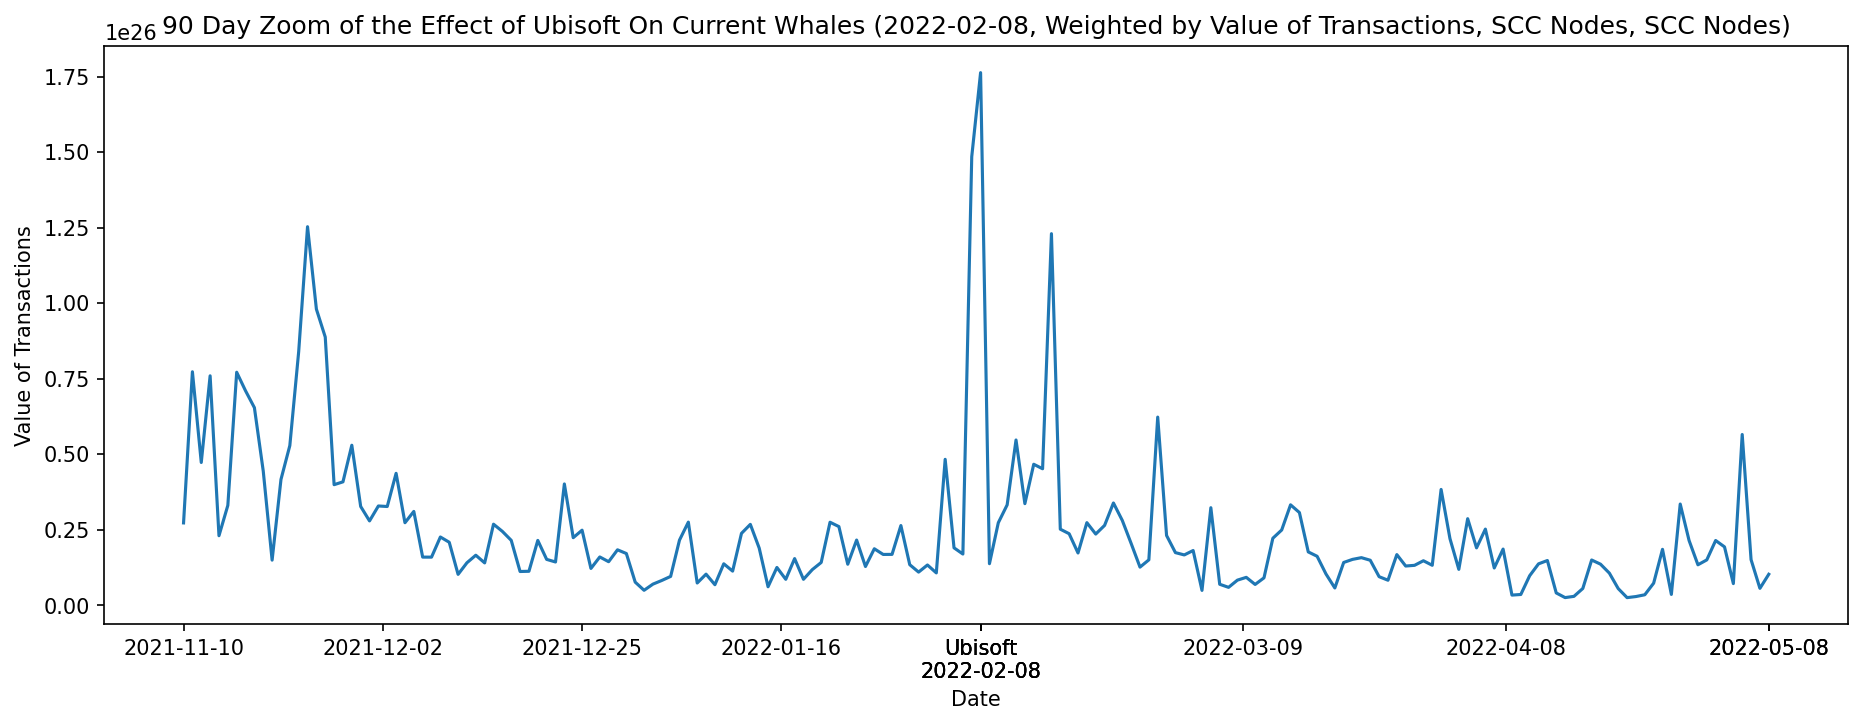 90 Day Zoom of the Effect of Ubisoft On Current Whales (2022-02-08, Weighted by Value of Transactions, SCC Nodes, SCC Nodes)
1e26
1.75
1.50
1.25
1.00
0.75
0.50
0.25
0.00
Value of Transactions
2021-11-10 2021-12-02 2021-12-25 2022-01-16 Ubisoft 2022-03-09 2022-04-08 2022-05-08
2022-02-08
Date